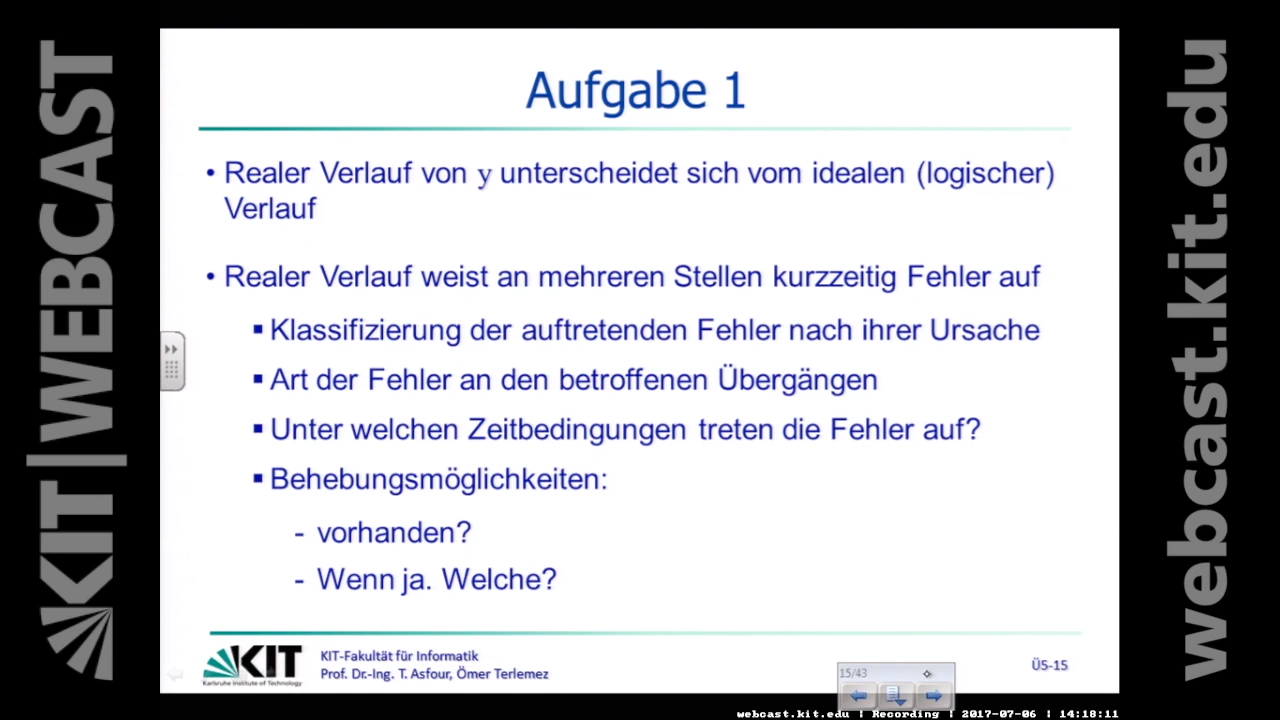 KIT|WEBCAST
Aufgabe 1
• Realer Verlauf von y unterscheidet sich vom idealen (logischer)
Verlauf
• Realer Verlauf weist an mehreren Stellen kurzzeitig Fehler auf
▪ Klassifizierung der auftretenden Fehler nach ihrer Ursache
▪ Art der Fehler an den betroffenen Übergängen
▪ Unter welchen Zeitbedingungen treten die Fehler auf?
▪ Behebungsmöglichkeiten:
- vorhanden?
- Wenn ja. Welche?
KIT
Karlsruhe Institute of Technology
KIT-Fakultät für Informatik
Prof. Dr.-Ing. T. Asfour, Ömer Terlemez
15/43
Ü5-15
webcast.kit.edu
webcast.kit.edu | Recording | 2017-07-06 | 14:18:11